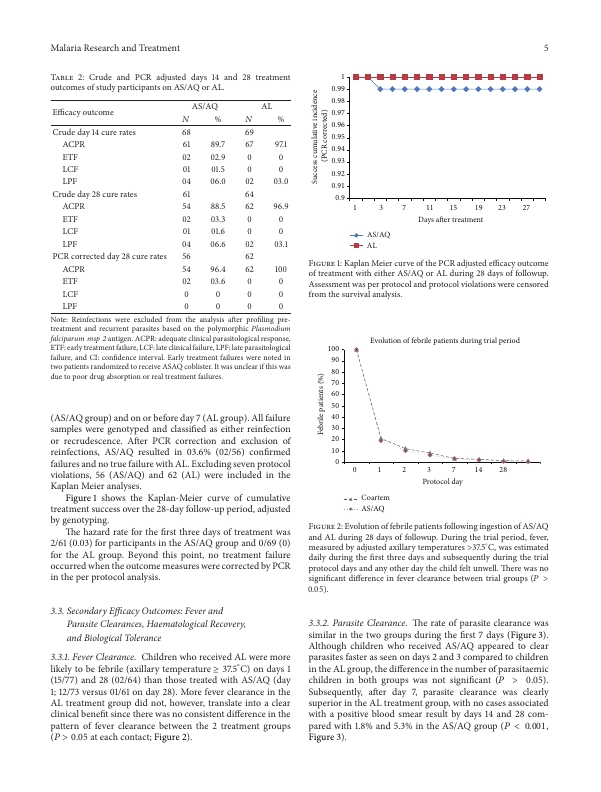 Malaria Research and Treatment 5
Table 2: Crude and PCR adjusted days 14 and 28 treatment
outcomes of study participants on AS/AQ or AL.
Efficacy outcome AS/AQ AL
N % N %
Crude day 14 cure rates 68 69
ACPR 61 89.7 67 97.1
ETF 02 02.9 0 0
LCF 01 01.5 0 0
LPF 04 06.0 02 03.0
Crude day 28 cure rates 61 64
ACPR 54 88.5 62 96.9
ETF 02 03.3 0 0
LCF 01 01.6 0 0
LPF 04 06.6 02 03.1
PCR corrected day 28 cure rates 56 62
ACPR 54 96.4 62 100
ETF 02 03.6 0 0
LCF 0 0 0 0
LPF 0 0 0 0
Note: Reinfections were excluded from the analysis after profiling pre-
treatment and recurrent parasites based on the polymorphic Plasmodium
falciparum msp 2 antigen. ACPR: adequate clinical parasitological response,
ETF: early treatment failure, LCF: late clinical failure, LPF: late parasitological
failure, and CI: confidence interval. Early treatment failures were noted in
two patients randomized to receive ASAQ coblister. It was unclear if this was
due to poor drug absorption or real treatment failures.
(AS/AQ group) and on or before day 7 (AL group). All failure
samples were genotyped and classified as either reinfection
or recrudescence. After PCR correction and exclusion of
reinfections, AS/AQ resulted in 03.6% (02/56) confirmed
failures and no true failure with AL. Excluding seven protocol
violations, 56 (AS/AQ) and 62 (AL) were included in the
Kaplan Meier analyses.
Figure 1 shows the Kaplan-Meier curve of cumulative
treatment success over the 28-day follow-up period, adjusted
by genotyping.
The hazard rate for the first three days of treatment was
2/61 (0.03) for participants in the AS/AQ group and 0/69 (0)
for the AL group. Beyond this point, no treatment failure
occurred when the outcome measures were corrected by PCR
in the per protocol analysis.
3.3. Secondary Efficacy Outcomes: Fever and
Parasite Clearances, Haematological Recovery,
and Biological Tolerance
3.3.1. Fever Clearance. Children who received AL were more
likely to be febrile (axillary temperature ≥ 37.5°C) on days 1
(15/77) and 28 (02/64) than those treated with AS/AQ (day
1; 12/73 versus 01/61 on day 28). More fever clearance in the
AL treatment group did not, however, translate into a clear
clinical benefit since there was no consistent difference in the
pattern of fever clearance between the 2 treatment groups
(P > 0.05 at each contact; Figure 2).
Success cumulative incidence
(PCR corrected)
1
0.99
0.98
0.97
0.96
0.95
0.94
0.93
0.92
0.91
0.9
1 3 7 11 15 19 23 27
Days after treatment
AS/AQ
AL
Figure 1: Kaplan Meier curve of the PCR adjusted efficacy outcome
of treatment with either AS/AQ or AL during 28 days of followup.
Assessment was per protocol and protocol violations were censored
from the survival analysis.
Evolution of febrile patients during trial period
Febrile patients (%)
100
90
80
70
60
50
40
30
20
10
0
0 1 2 3 7 14 28
Protocol day
Coartem
AS/AQ
Figure 2: Evolution of febrile patients following ingestion of AS/AQ
and AL during 28 days of followup. During the trial period, fever,
measured by adjusted axillary temperatures >37.5°C, was estimated
daily during the first three days and subsequently during the trial
protocol days and any other day the child felt unwell. There was no
significant difference in fever clearance between trial groups (P >
0.05).
3.3.2. Parasite Clearance. The rate of parasite clearance was
similar in the two groups during the first 7 days (Figure 3).
Although children who received AS/AQ appeared to clear
parasites faster as seen on days 2 and 3 compared to children
in the AL group, the difference in the number of parasitaemic
children in both groups was not significant (P > 0.05).
Subsequently, after day 7, parasite clearance was clearly
superior in the AL treatment group, with no cases associated
with a positive blood smear result by days 14 and 28 com-
pared with 1.8% and 5.3% in the AS/AQ group (P < 0.001,
Figure 3).